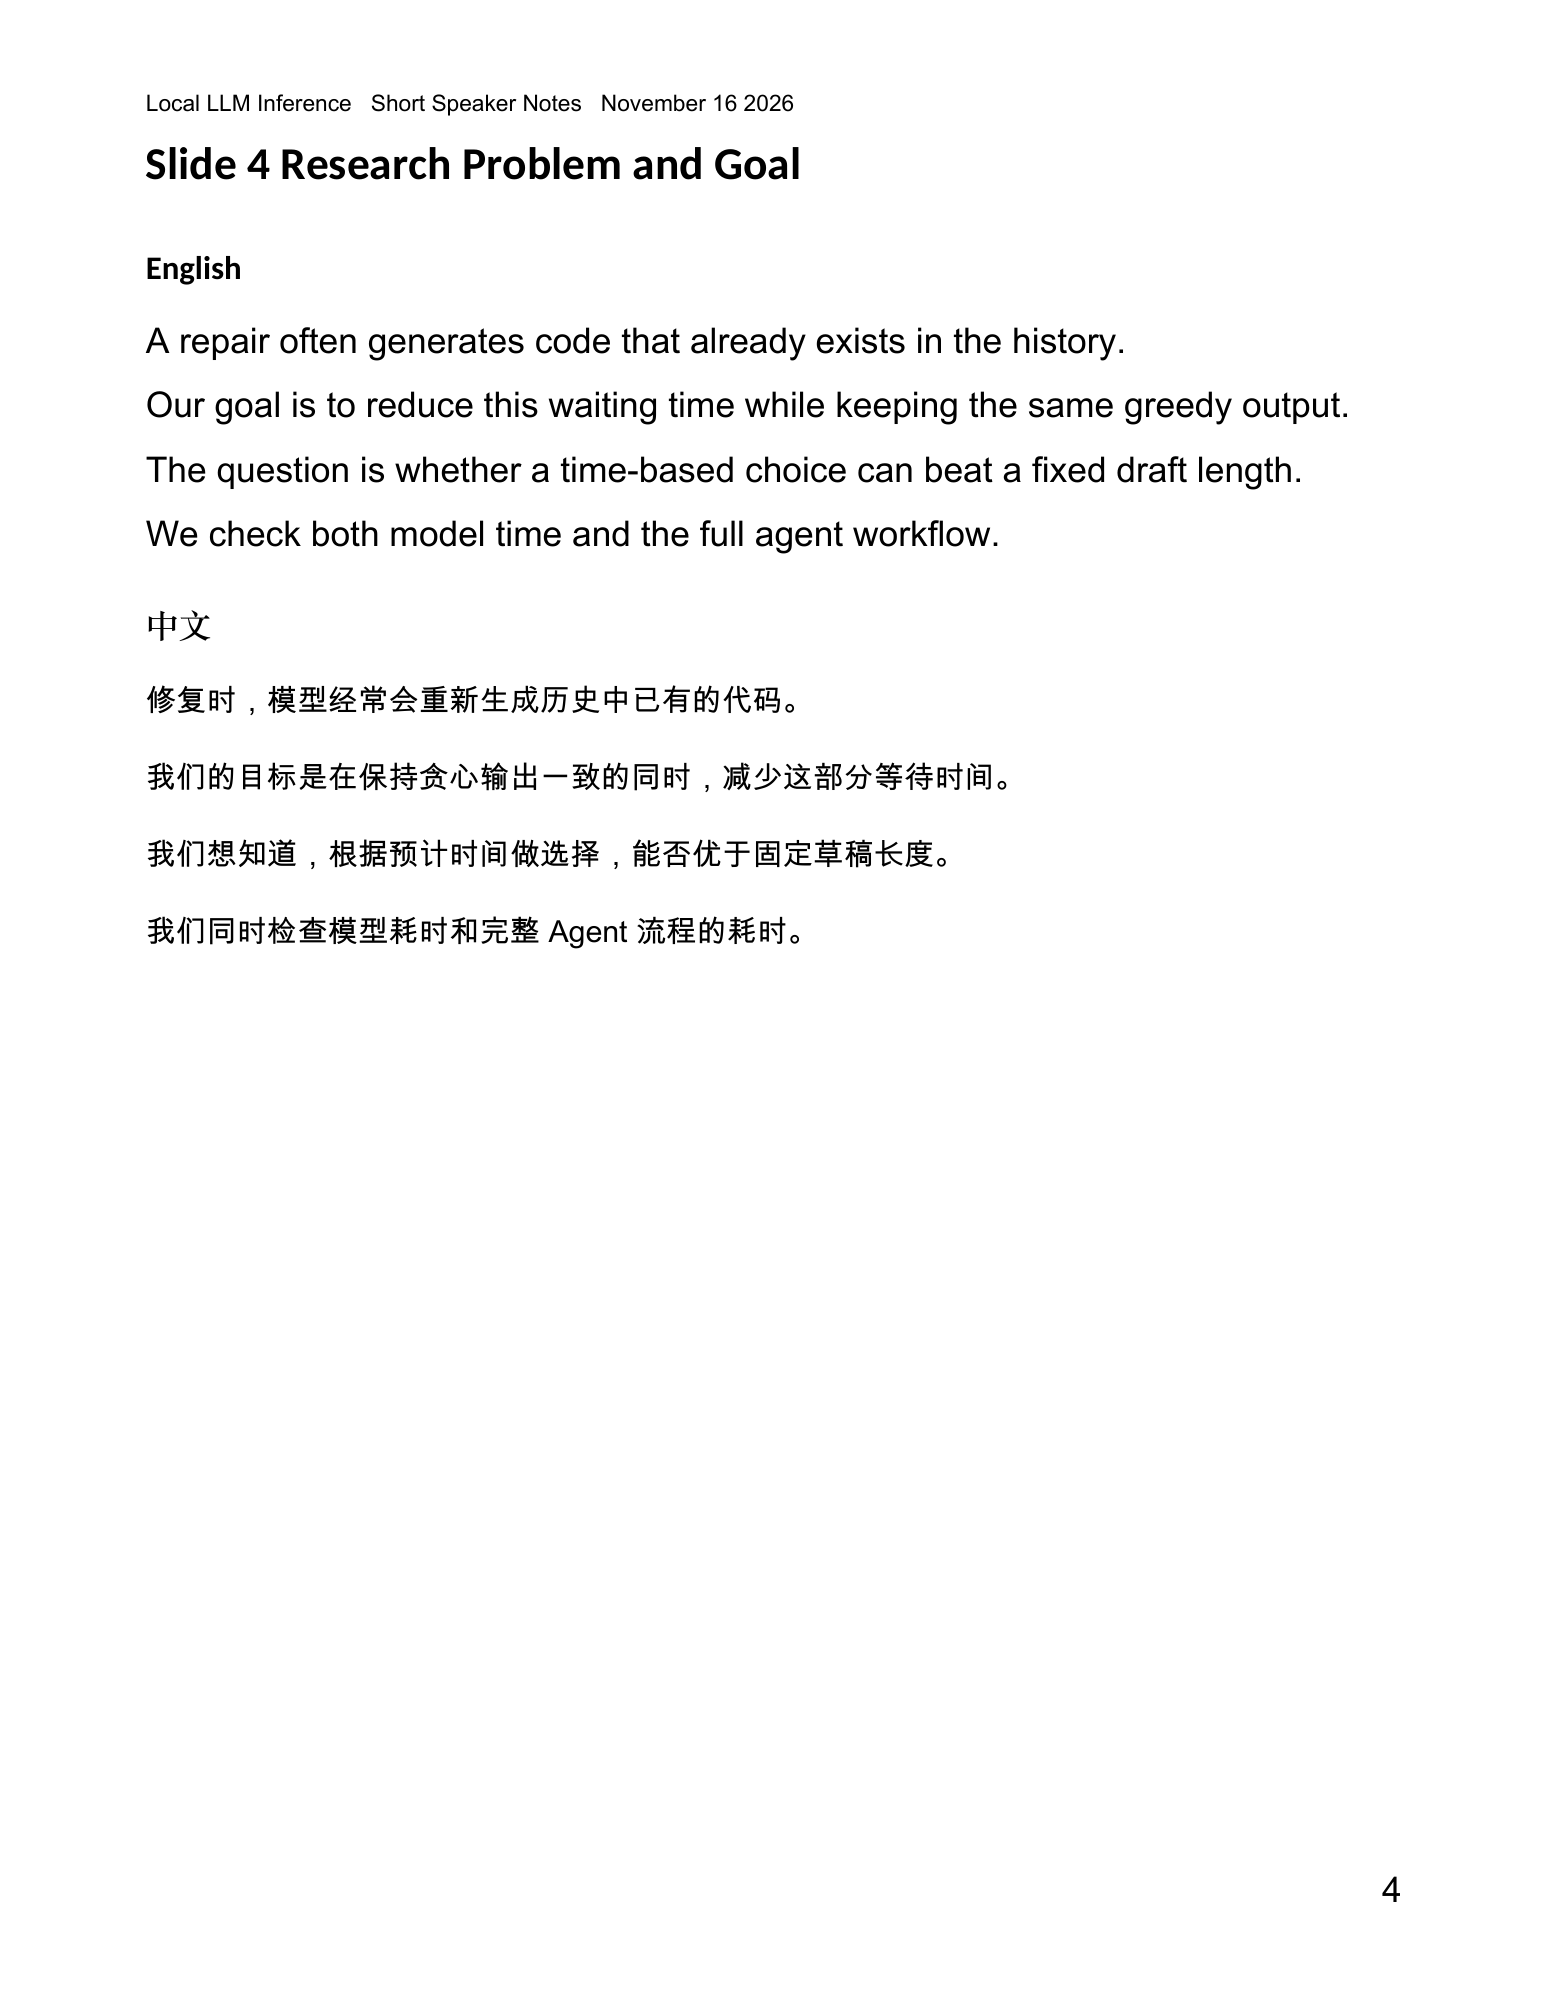 Local LLM Inference Short Speaker Notes November 16 2026
Slide 4 Research Problem and Goal
English
A repair often generates code that already exists in the history.
Our goal is to reduce this waiting time while keeping the same greedy output.
The question is whether a time-based choice can beat a fixed draft length.
We check both model time and the full agent workflow.
中文
修复时，模型经常会重新生成历史中已有的代码。
我们的目标是在保持贪心输出一致的同时，减少这部分等待时间。
我们想知道，根据预计时间做选择，能否优于固定草稿长度。
我们同时检查模型耗时和完整 Agent 流程的耗时。
4